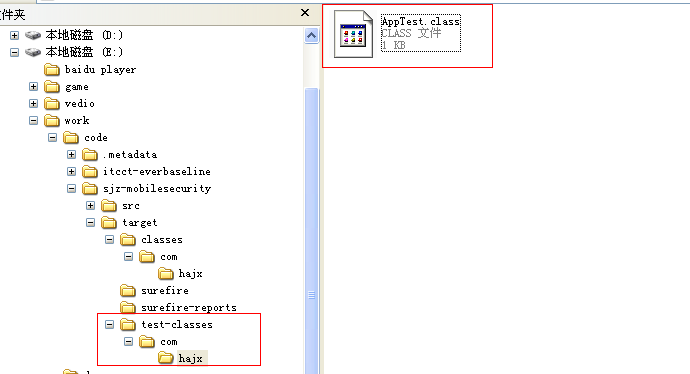 文件夹
本地磁盘 (D:)
本地磁盘 (E:)
baidu player
game
vedio
work
code
.metadata
itcct-everbaseline
sjz-mobilesecurity
src
target
classes
com
hajx
surefire
surefire-reports
test-classes
com
hajx
AppTest.class
CLASS 文件
1 KB